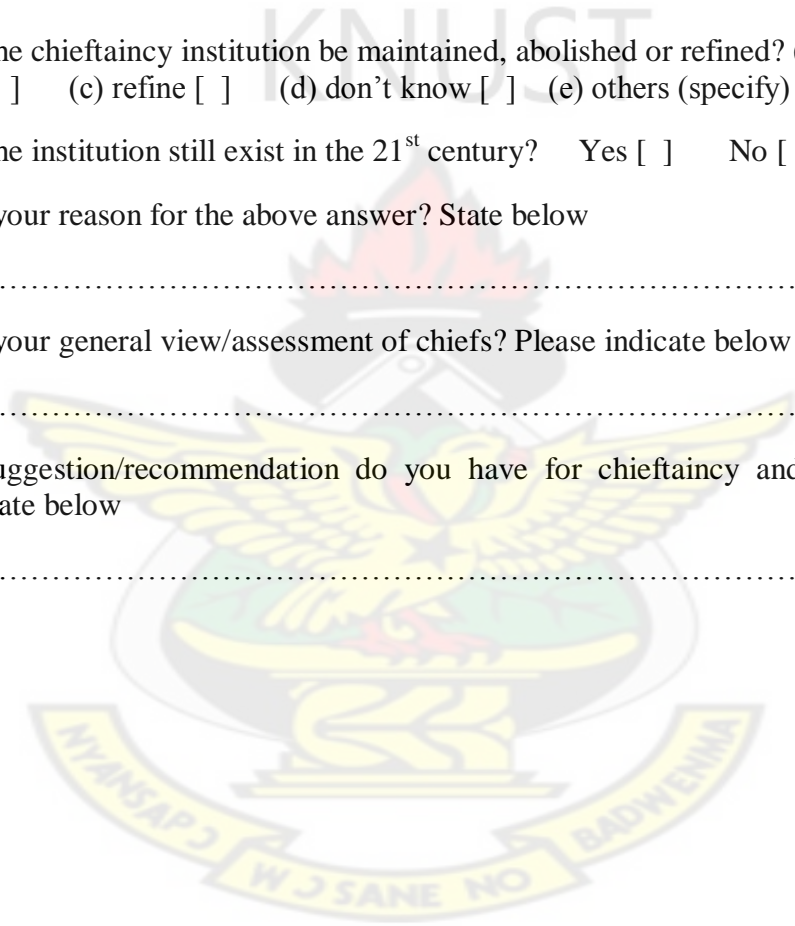 KNUST
he chieftaincy institution be maintained, abolished or refined? (
] (c) refine [ ] (d) don’t know [ ] (e) others (specify)
he institution still exist in the 21st century? Yes [ ] No [
your reason for the above answer? State below
……………………………………………………………………
your general view/assessment of chiefs? Please indicate below
……………………………………………………………………
uggestion/recommendation do you have for chieftaincy and
ate below
……………………………………………………………………
NYANSAPƆ WƆSANE NO BADWENMA